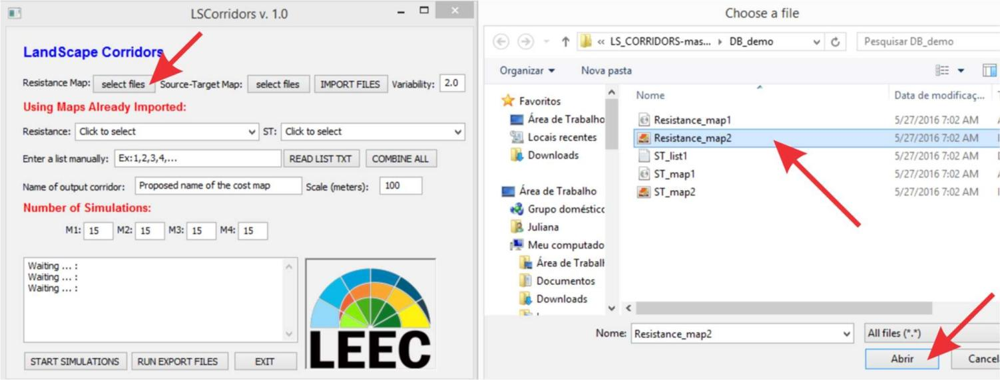 LSCorridors v. 1.0
LandScape Corridors
Resistance Map: select files Source-Target Map: select files IMPORT FILES Variability: 2.0
Using Maps Already Imported:
Resistance: Click to select ST: Click to select
Enter a list manually: Ex:1,2,3,4,... READ LIST TXT COMBINE ALL
Name of output corridor: Proposed name of the cost map Scale (meters): 100
Number of Simulations:
M1: 15 M2: 15 M3: 15 M4: 15
Waiting ... :
Waiting ... :
Waiting ... :
LEEC
START SIMULATIONS RUN EXPORT FILES EXIT
Choose a file
« LS_CORRIDORS-mas... DB_demo Pesquisar DB_demo
Organizar Nova pasta
Favoritos
Área de Trabalho
Locais recentes
Downloads
Área de Trabalho
Grupo doméstic
Juliana
Meu computado
Área de Trabal
Documentos
Downloads
Nome Data de modificaç...
Resistance_map1 5/27/2016 7:02 AM
Resistance_map2 5/27/2016 7:02 AM
ST_list1 5/27/2016 7:02 AM
ST_map1 5/27/2016 7:02 AM
ST_map2 5/27/2016 7:02 AM
Nome: Resistance_map2 All files (*.*)
Abrir Cancel